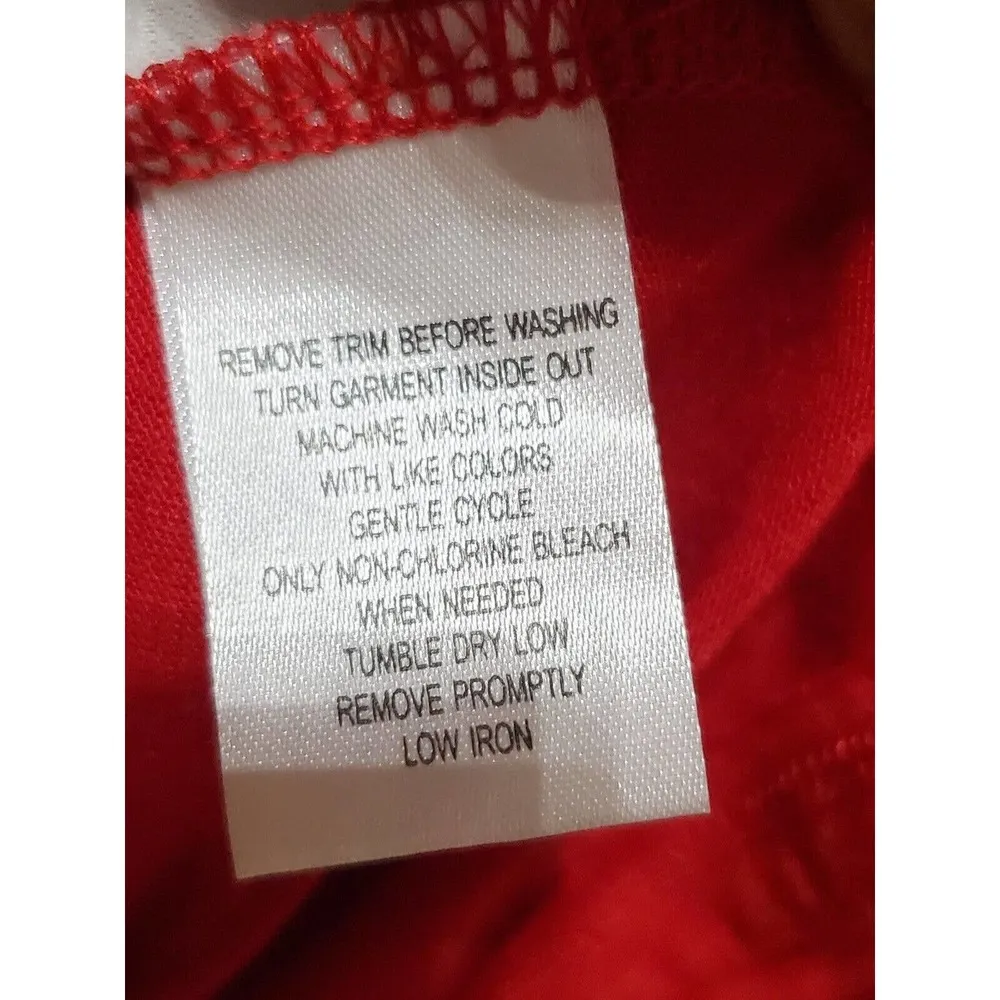 REMOVE TRIM BEFORE WASHING
TURN GARMENT INSIDE OUT
MACHINE WASH COLD
WITH LIKE COLORS
GENTLE CYCLE
ONLY NON-CHLORINE BLEACH
WHEN NEEDED
TUMBLE DRY LOW
REMOVE PROMPTLY
LOW IRON